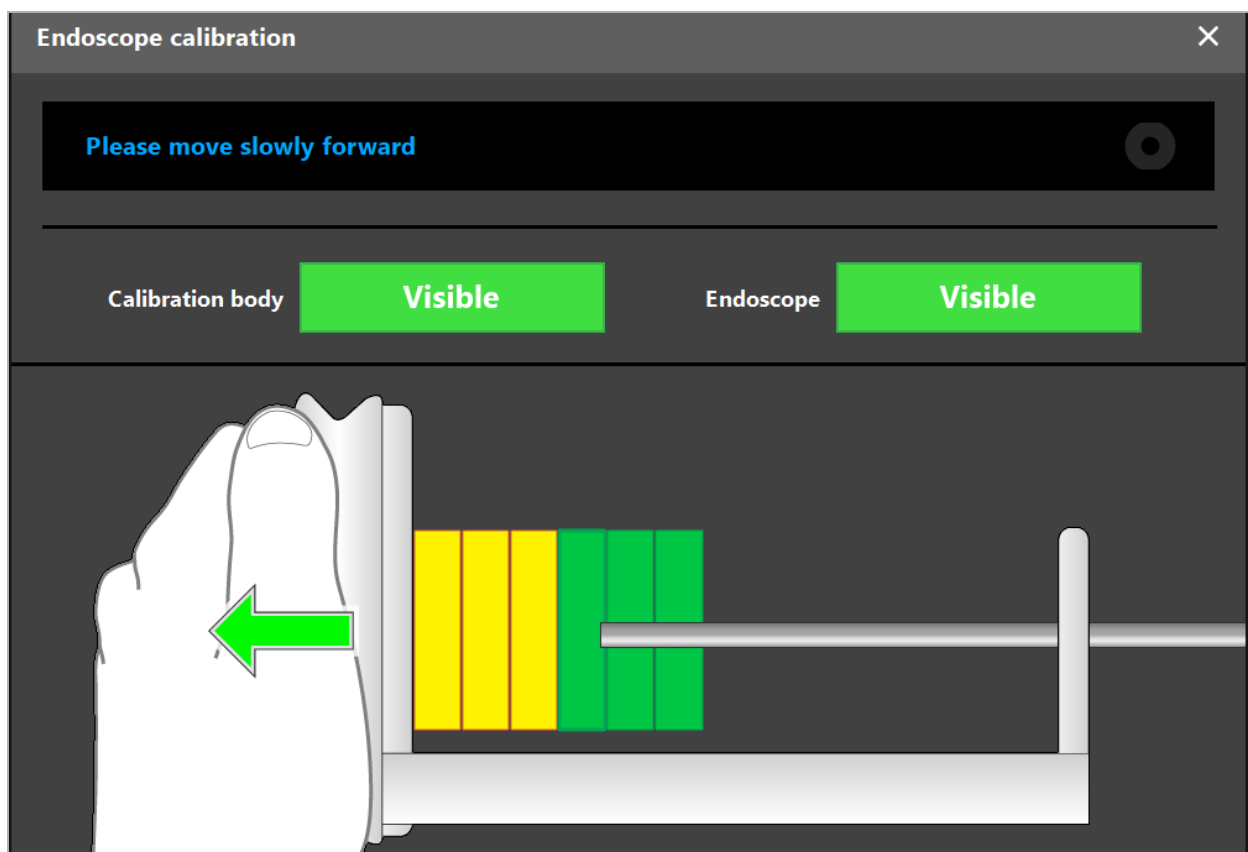 Endoscope calibration
Please move slowly forward
Calibration body Visible Endoscope Visible